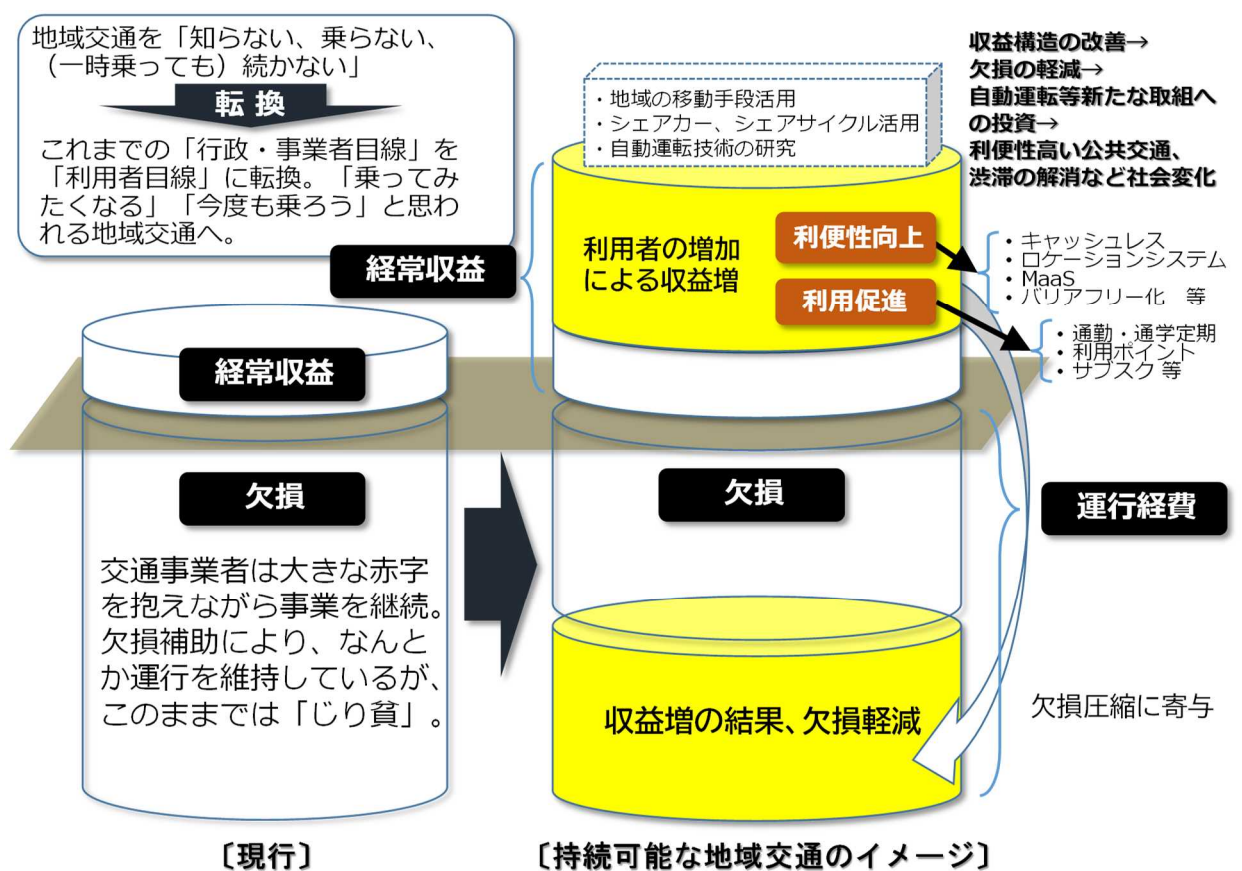 地域交通を「知らない、乗らない、
（一時乗っても）続かない」
転 換
これまでの「行政・事業者目線」を
「利用者目線」に転換。「乗ってみ
たくなる」「今度も乗ろう」と思わ
れる地域交通へ。
収益構造の改善→
欠損の軽減→
自動運転等新たな取組へ
の投資→
利便性高い公共交通、
渋滞の解消など社会変化
・地域の移動手段活用
・シェアカー、シェアサイクル活用
・自動運転技術の研究
経常収益
利用者の増加
による収益増
利便性向上
利用促進
・キャッシュレス
・ロケーションシステム
・MaaS
・バリアフリー化　等
・通勤・通学定期
・利用ポイント
・サブスク 等
経常収益
欠損
交通事業者は大きな赤字
を抱えながら事業を継続。
欠損補助により、なんと
か運行を維持しているが、
このままでは「じり貧」。
欠損
運行経費
収益増の結果、欠損軽減
欠損圧縮に寄与
〔現行〕
〔持続可能な地域交通のイメージ〕